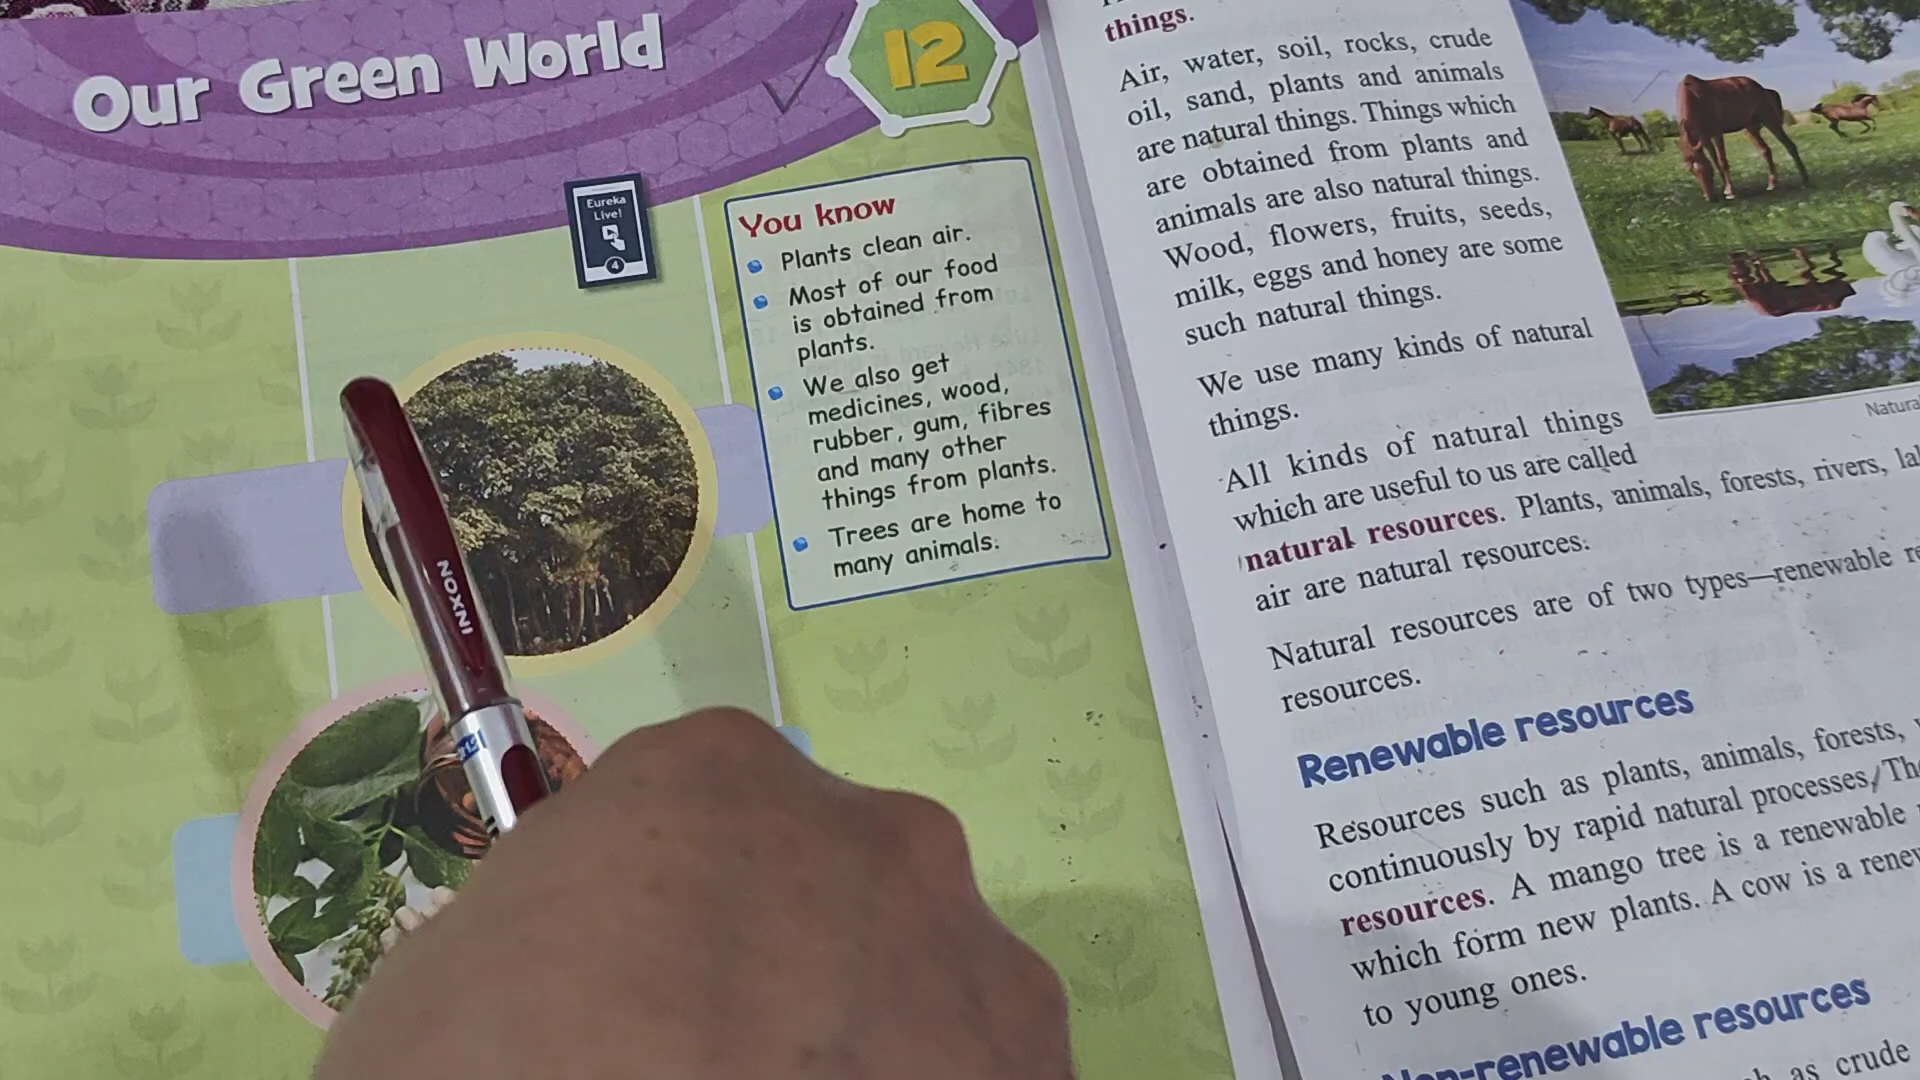 Our Green World
12
Eureka
Live!
4
You know
Plants clean air.
Most of our food
is obtained from
plants.
We also get
medicines, wood,
rubber, gum, fibres
and many other
things from plants.
Trees are home to
many animals.
INXON
things.
Air, water, soil, rocks, crude
oil, sand, plants and animals
are natural things. Things which
are obtained from plants and
animals are also natural things.
Wood, flowers, fruits, seeds,
milk, eggs and honey are some
such natural things.
We use many kinds of natural
things.
All kinds of natural things
which are useful to us are called
natural resources. Plants, animals, forests, rivers,
air are natural resources.
Natural resources are of two types—renewable
resources.
Renewable resources
Resources such as plants, animals, forests,
continuously by rapid natural processes.
resources. A mango tree is a renewable
which form new plants. A cow is a
to young ones.
Non-renewable resources
as crude